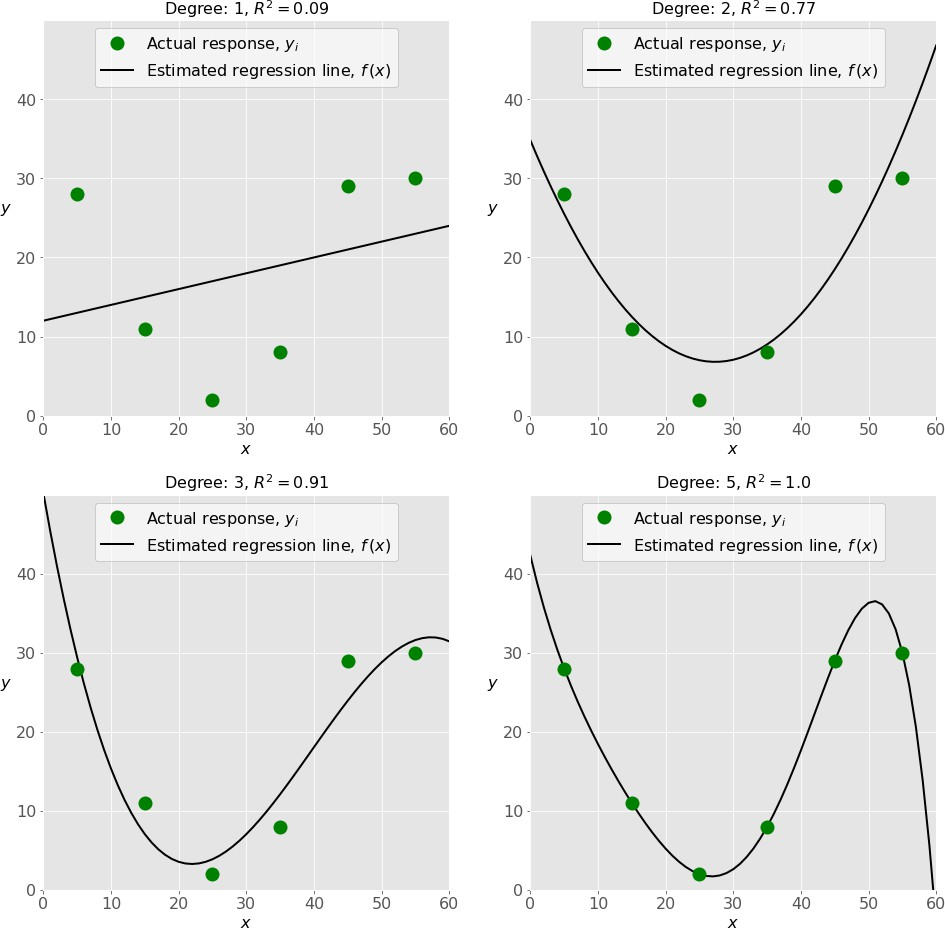 Degree: 1, R² = 0.09
Actual response, yᵢ
Estimated regression line, f(x)
40
30
y
20
10
0
0 10 20 30 40 50 60
x
Degree: 2, R² = 0.77
Actual response, yᵢ
Estimated regression line, f(x)
40
30
y
20
10
0
0 10 20 30 40 50 60
x
Degree: 3, R² = 0.91
Actual response, yᵢ
Estimated regression line, f(x)
40
30
y
20
10
0
0 10 20 30 40 50 60
x
Degree: 5, R² = 1.0
Actual response, yᵢ
Estimated regression line, f(x)
40
30
y
20
10
0
0 10 20 30 40 50 60
x